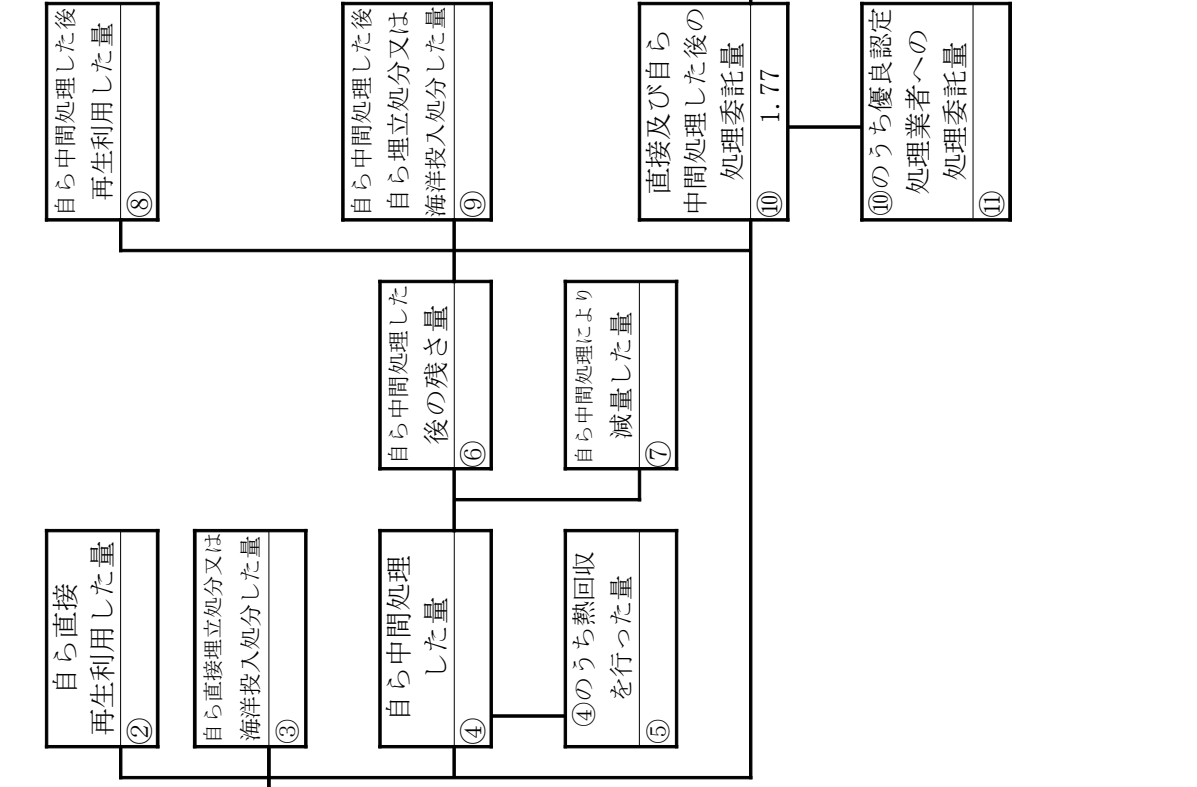 自ら直接
再生利用した量
②
自ら直接埋立処分又は
海洋投入処分した量
③
自ら中間処理
した量
④
④のうち熱回収
を行った量
⑤
自ら中間処理した
後の残さ量
⑥
自ら中間処理により
減量した量
⑦
自ら中間処理した後
再生利用した量
⑧
自ら中間処理した後
自ら埋立処分又は
海洋投入処分した量
⑨
直接及び自ら
中間処理した後の
処理委託量
⑩ 1.77
⑩のうち優良認定
処理業者への
処理委託量
⑪